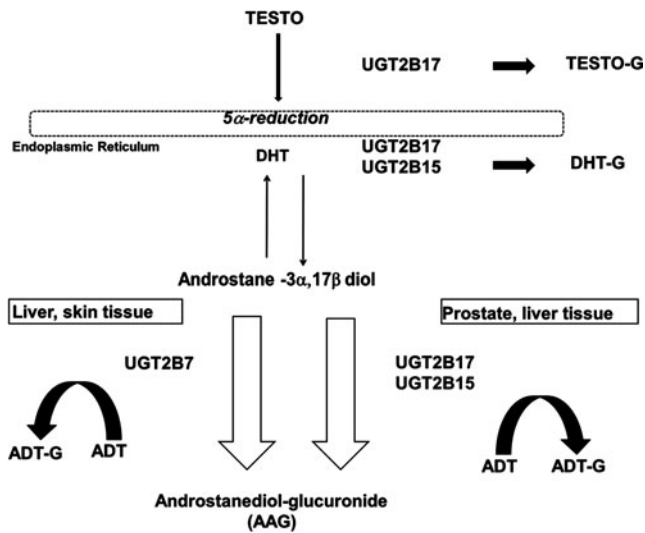 TESTO
UGT2B17
TESTO-G
5α-reduction
Endoplasmic Reticulum
DHT
UGT2B17
UGT2B15
DHT-G
Androstane -3α,17β diol
Liver, skin tissue
Prostate, liver tissue
UGT2B7
UGT2B17
UGT2B15
ADT-G
ADT
ADT
ADT-G
Androstanediol-glucuronide
(AAG)